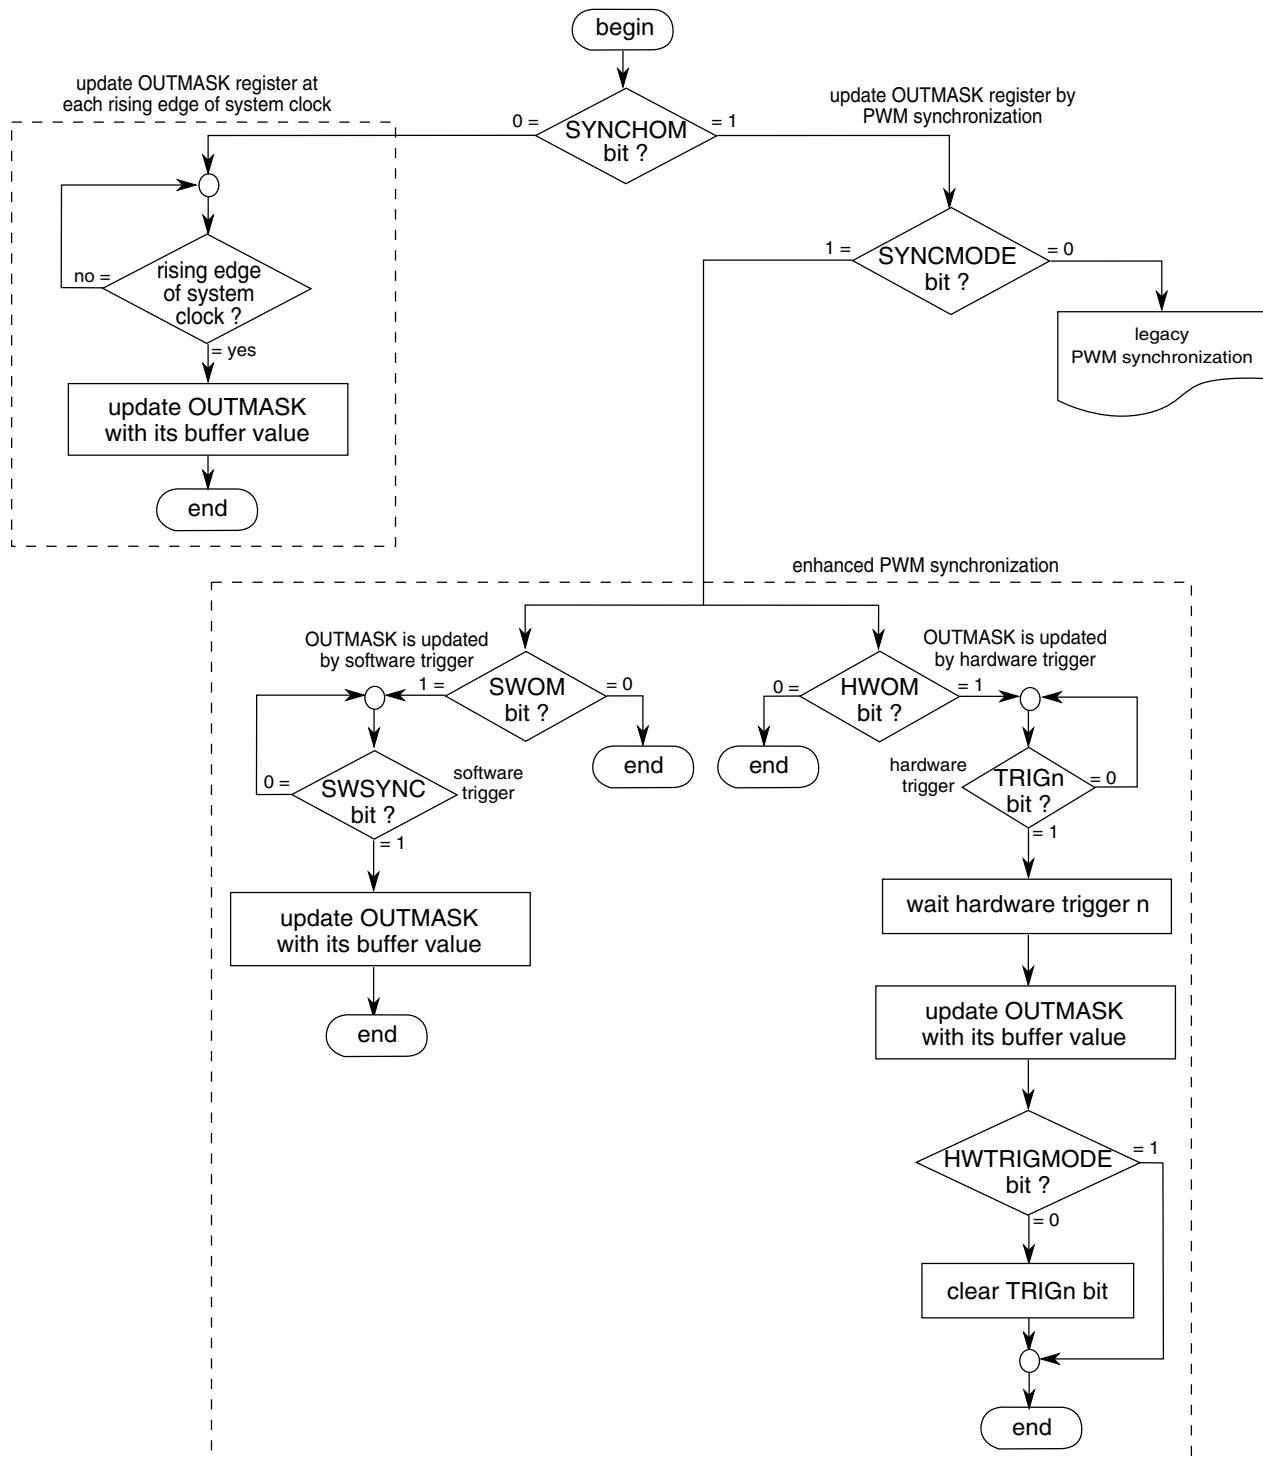 begin
update OUTMASK register at
each rising edge of system clock
update OUTMASK register by
PWM synchronization
0 =
SYNCHOM
bit ?
= 1
1 =
SYNCMODE
bit ?
= 0
no =
rising edge
of system
clock ?
= yes
legacy
PWM synchronization
update OUTMASK
with its buffer value
end
enhanced PWM synchronization
OUTMASK is updated
by software trigger
OUTMASK is updated
by hardware trigger
1 =
SWOM
bit ?
= 0
0 =
HWOM
bit ?
= 1
end
end
0 =
SWSYNC
bit ?
software
trigger
= 1
hardware
trigger
TRIGn
bit ?
= 0
= 1
update OUTMASK
with its buffer value
end
wait hardware trigger n
update OUTMASK
with its buffer value
HWTRIGMODE
bit ?
= 1
= 0
clear TRIGn bit
end